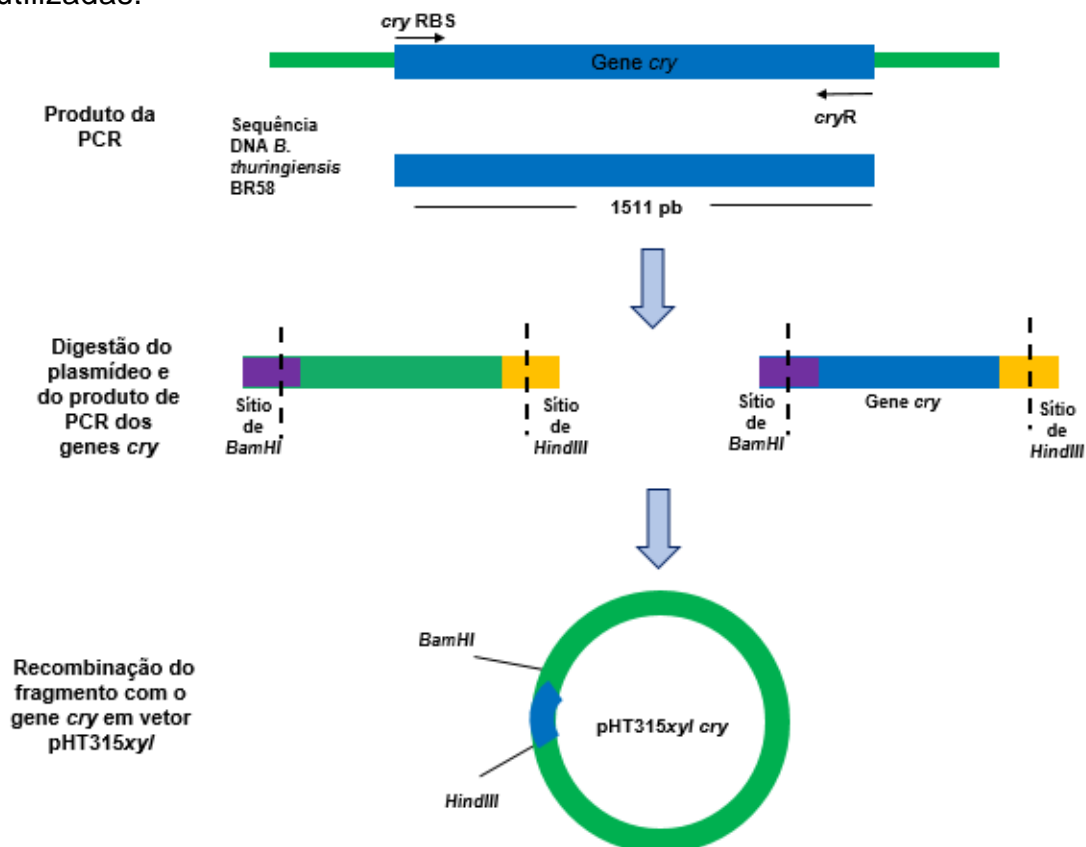 utilizadas.
cry RBS
Gene cry
cryR
Produto da
PCR
Sequência
DNA B.
thuringiensis
BR58
1511 pb
Digestão do
plasmídeo e
do produto de
PCR dos
genes cry
Sítio
de
BamHI
Sítio
de
HindIII
Sítio
de
BamHI
Gene cry
Sítio
de
HindIII
Recombinação do
fragmento com o
gene cry em vetor
pHT315xyl
BamHI
pHT315xyl cry
HindIII